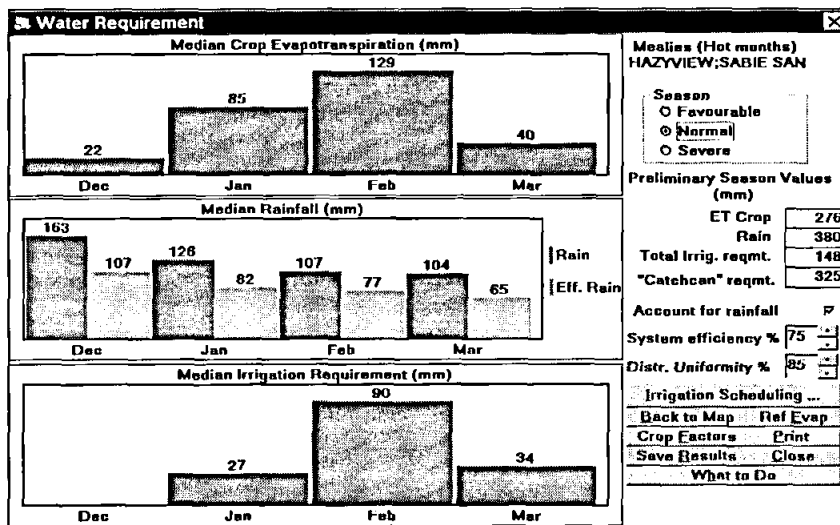 Water Requirement
Median Crop Evapotranspiration (mm)
22
85
129
40
Dec Jan Feb Mar
Median Rainfall (mm)
163
107
126
82
107
77
104
65
Rain
Eff. Rain
Dec Jan Feb Mar
Median Irrigation Requirement (mm)
27
90
34
Dec Jan Feb Mar
Mealies (Hot months)
HAZYVIEW;SABIE SAN
Season
Favourable
Normal
Severe
Preliminary Season Values
(mm)
ET Crop 276
Rain 380
Total Irrig. reqmt. 148
"Catchcan" reqmt. 325
Account for rainfall
System efficiency % 75
Distr. Uniformity % 85
Irrigation Scheduling ...
Back to Map Ref Evap
Crop Factors Print
Save Results Close
What to Do